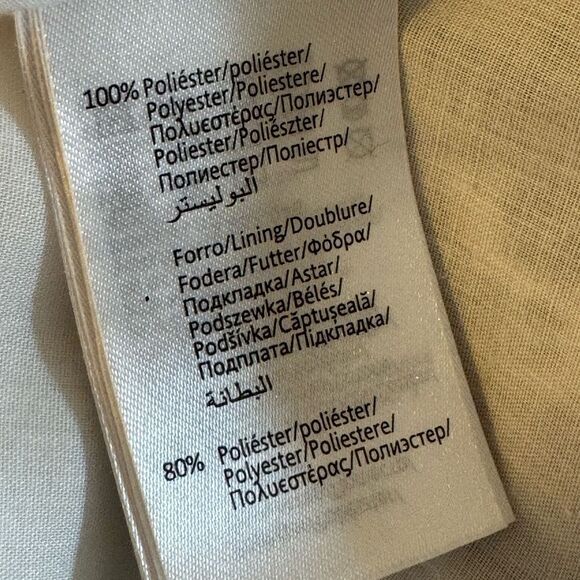 100% Poliéster/poliéster/
Polyester/Poliestere/
Πολυεστέρας/Полиэстер/
Poliester/Poliészter/
Полиестер/Поліестр/
البوليستر
Forro/Lining/Doublure/
Fodera/Futter/Φόδρα/
Подкладка/Astar/
Podszewka/Bélés/
Podšívka/Căptușeală/
Подплата/Підкладка/
البطانة
80% Poliéster/poliéster/
Polyester/Poliestere/
Πολυεστέρας/Полиэстер/